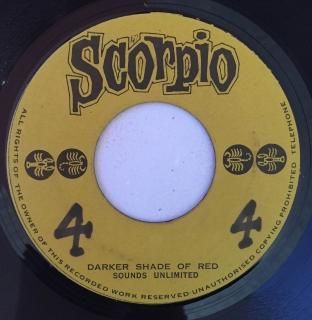 Scorpio
ALL RIGHTS OF THE OWNER OF THIS RECORDED WORK RESERVED·UNAUTHORISED COPYING PROHIBITED. TELEPHONE
4
4
DARKER SHADE OF RED
SOUNDS UNLIMITED